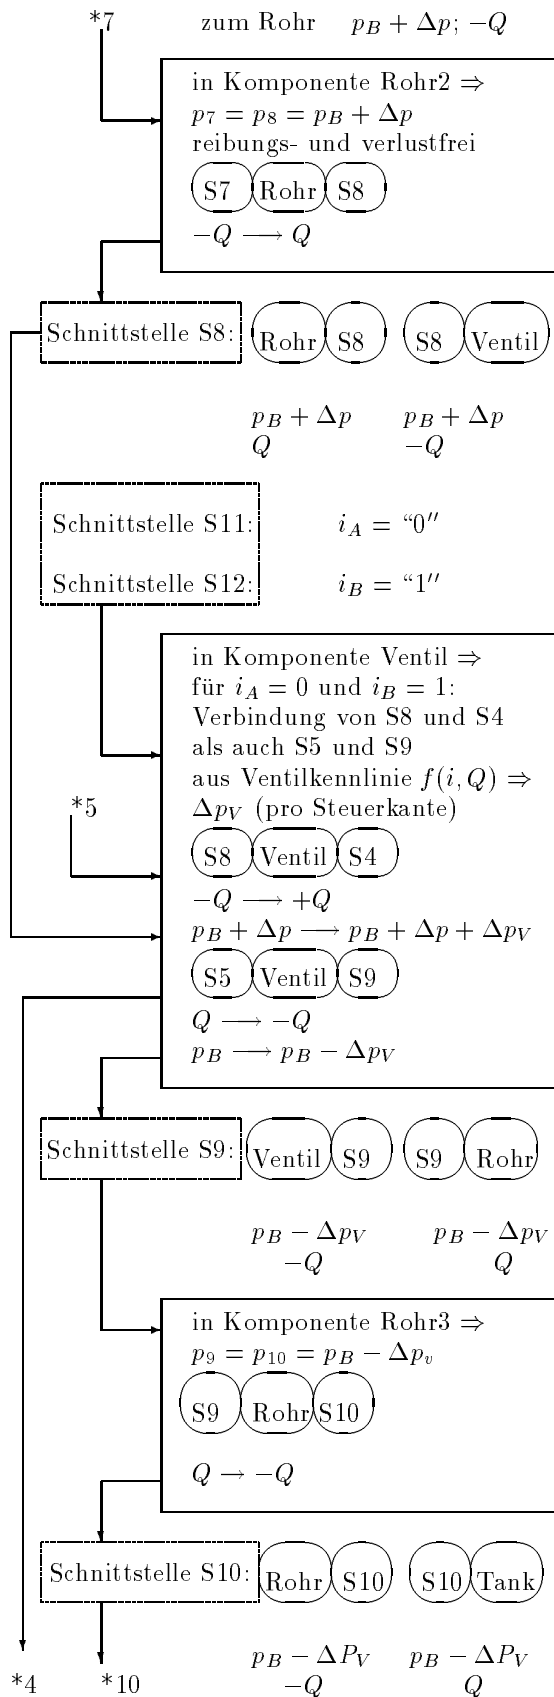 *7 zum Rohr p_B + Δp; −Q
in Komponente Rohr2 ⇒
p_7 = p_8 = p_B + Δp
reibungs- und verlustfrei
S7 Rohr S8
−Q ⟶ Q
Schnittstelle S8: Rohr S8 S8 Ventil
p_B + Δp p_B + Δp
Q −Q
Schnittstelle S11: i_A = “0”
Schnittstelle S12: i_B = “1”
in Komponente Ventil ⇒
für i_A = 0 und i_B = 1:
Verbindung von S8 und S4
als auch S5 und S9
aus Ventilkennlinie f(i, Q) ⇒
*5 Δp_V (pro Steuerkante)
S8 Ventil S4
−Q ⟶ +Q
p_B + Δp ⟶ p_B + Δp + Δp_V
S5 Ventil S9
Q ⟶ −Q
p_B ⟶ p_B − Δp_V
Schnittstelle S9: Ventil S9 S9 Rohr
p_B − Δp_V p_B − Δp_V
−Q Q
in Komponente Rohr3 ⇒
p_9 = p_10 = p_B − Δp_v
S9 Rohr S10
Q → −Q
Schnittstelle S10: Rohr S10 S10 Tank
p_B − ΔP_V p_B − ΔP_V
*4 *10 −Q Q